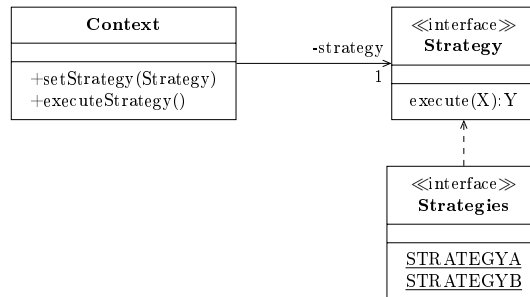 Context
+setStrategy(Strategy)
+executeStrategy()
-strategy
1
≪interface≫
Strategy
execute(X):Y
≪interface≫
Strategies
STRATEGYA
STRATEGYB